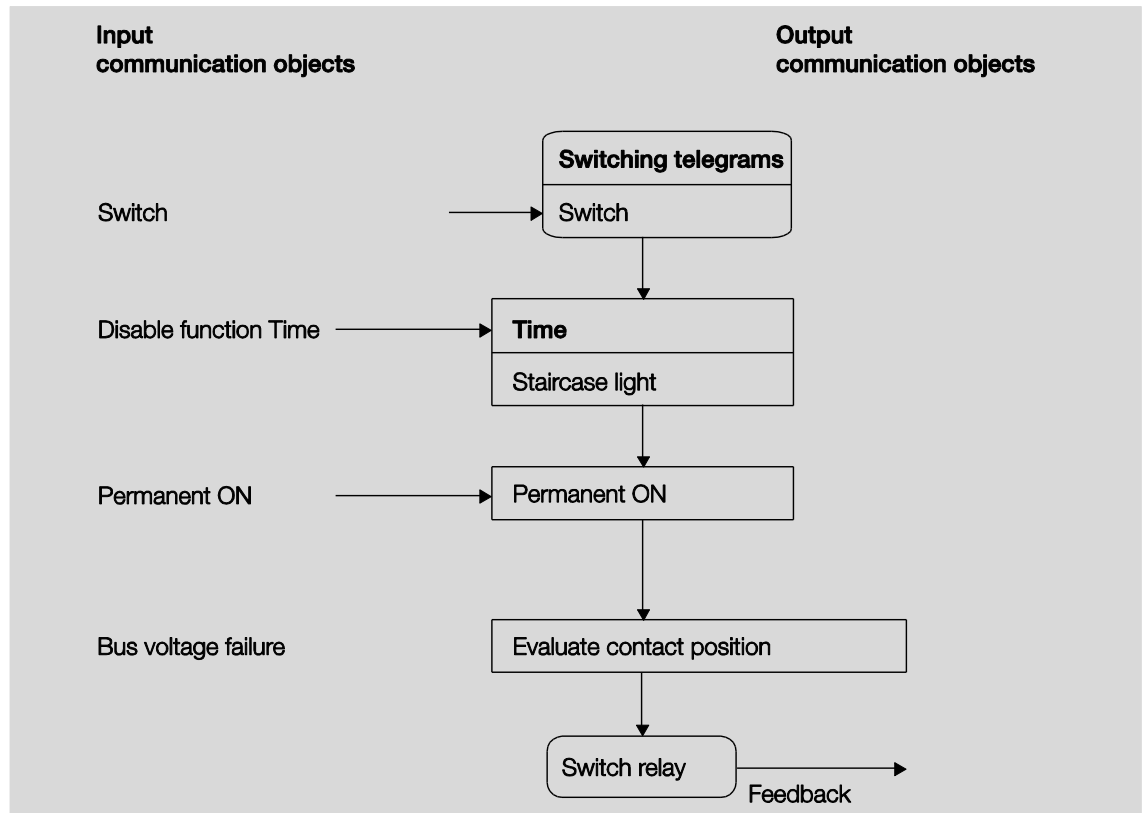 Input
communication objects
Output
communication objects
Switching telegrams
Switch
Switch
Disable function Time
Time
Staircase light
Permanent ON
Permanent ON
Bus voltage failure
Evaluate contact position
Switch relay
Feedback